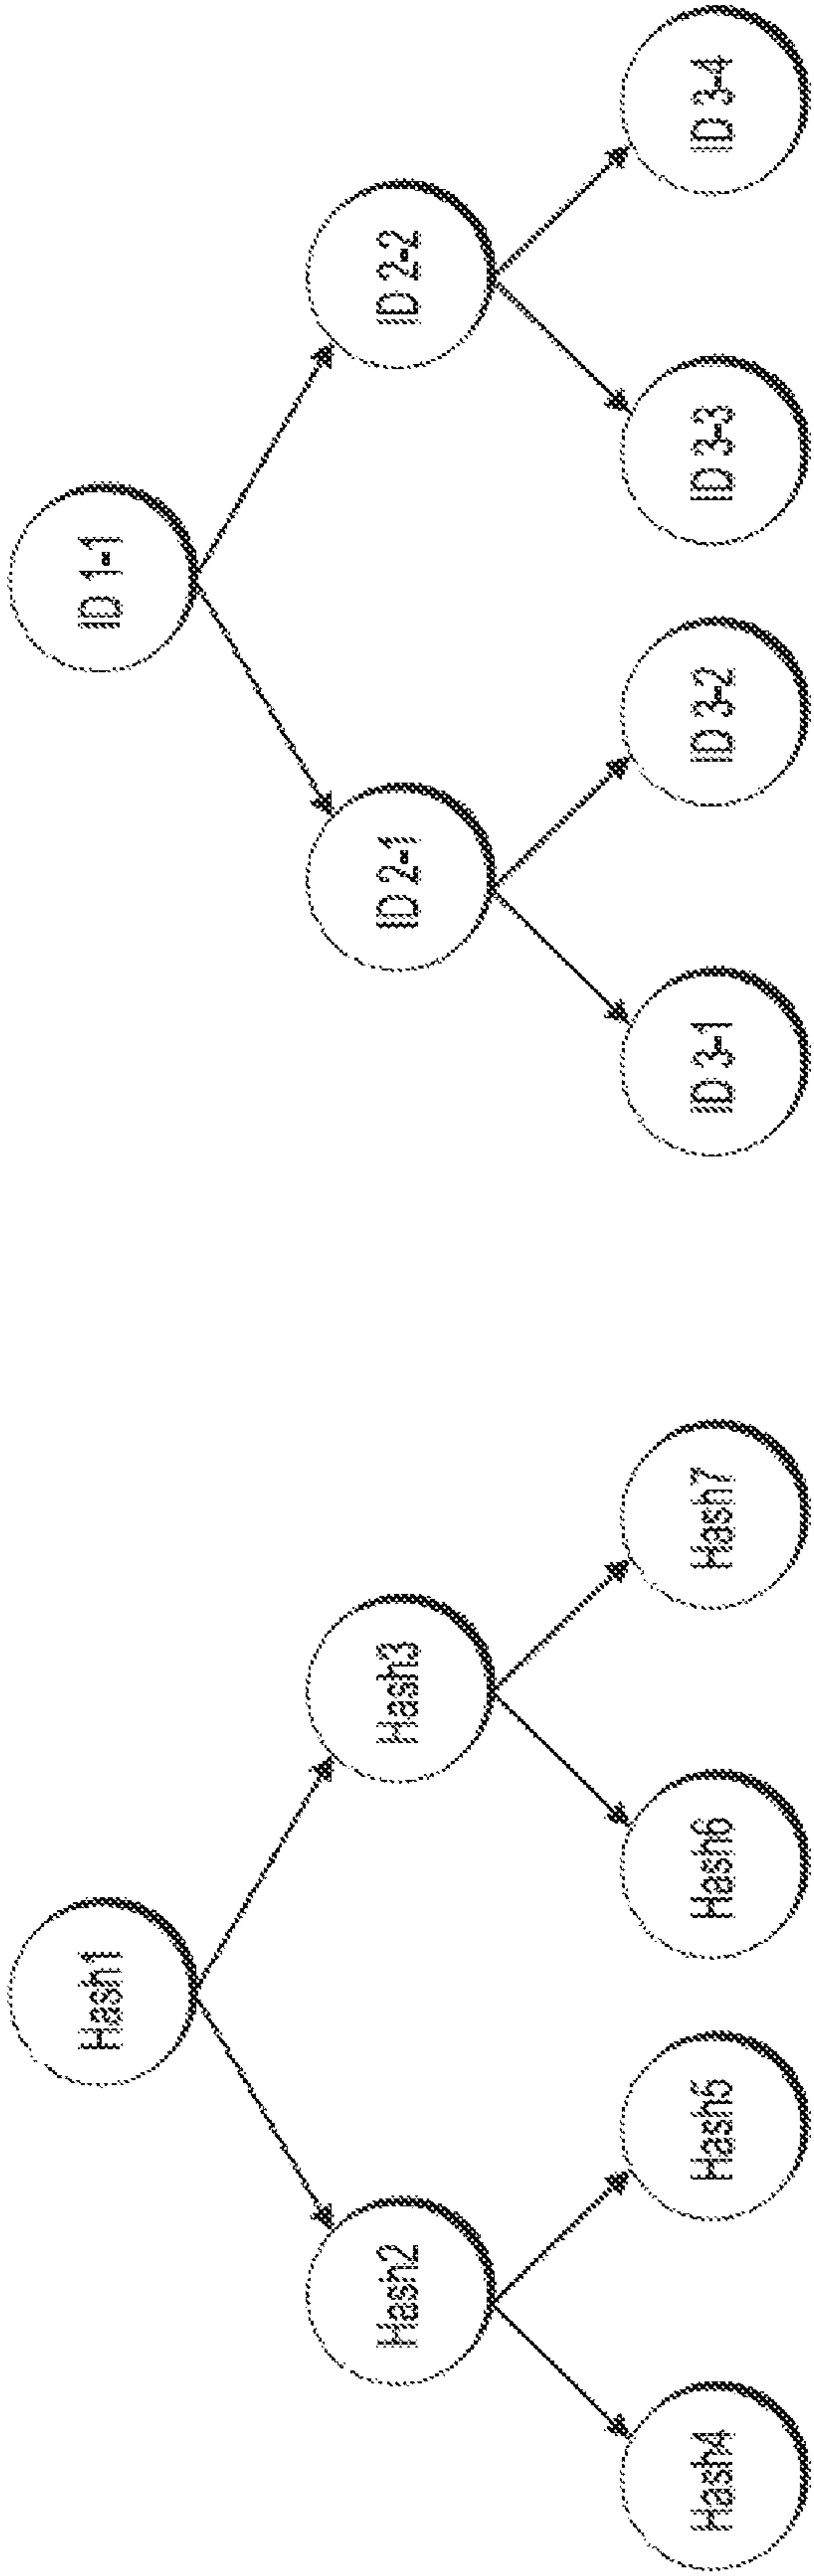 Hash1
Hash2
Hash3
Hash4
Hash5
Hash6
Hash7
ID 1-1
ID 2-1
ID 2-2
ID 3-1
ID 3-2
ID 3-3
ID 3-4